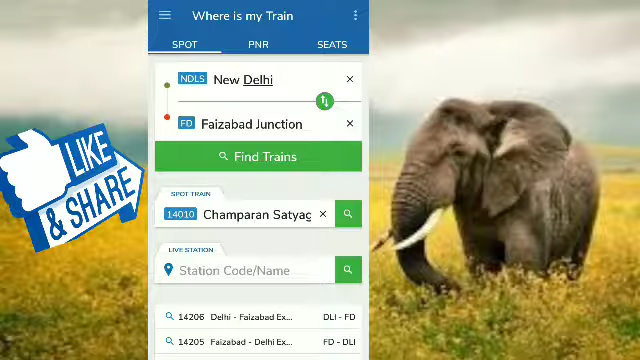 Where is my Train
SPOT PNR SEATS
NDLS New Delhi ×
FD Faizabad Junction ×
Find Trains
SPOT TRAIN
14010 Champaran Satyag ×
LIVE STATION
Station Code/Name
14206 Delhi - Faizabad Ex... DLI - FD
14205 Faizabad - Delhi Ex... FD - DLI
LIKE
& SHARE